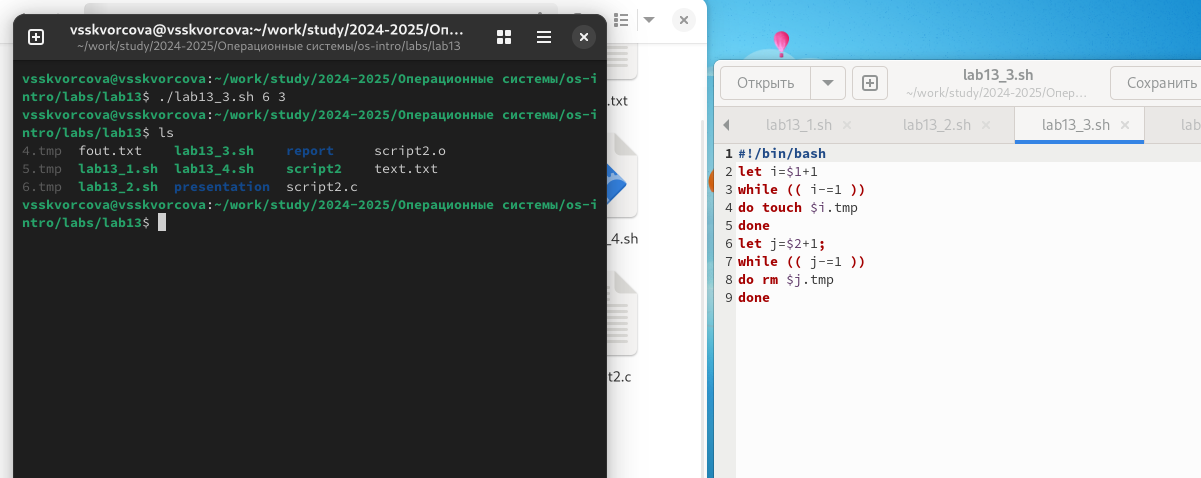 vsskvorcova@vsskvorcova:~/work/study/2024-2025/Оп...
~/work/study/2024-2025/Операционные системы/os-intro/labs/lab13
vsskvorcova@vsskvorcova:~/work/study/2024-2025/Операционные системы/os-i
ntro/labs/lab13$ ./lab13_3.sh 6 3
vsskvorcova@vsskvorcova:~/work/study/2024-2025/Операционные системы/os-i
ntro/labs/lab13$ ls
4.tmp fout.txt lab13_3.sh report script2.o
5.tmp lab13_1.sh lab13_4.sh script2 text.txt
6.tmp lab13_2.sh presentation script2.c
vsskvorcova@vsskvorcova:~/work/study/2024-2025/Операционные системы/os-i
ntro/labs/lab13$
.txt
_4.sh
t2.c
Открыть
lab13_3.sh
~/work/study/2024-2025/Опер...
Сохранить
lab13_1.sh lab13_2.sh lab13_3.sh lab
1 #!/bin/bash
2 let i=$1+1
3 while (( i-=1 ))
4 do touch $i.tmp
5 done
6 let j=$2+1;
7 while (( j-=1 ))
8 do rm $j.tmp
9 done